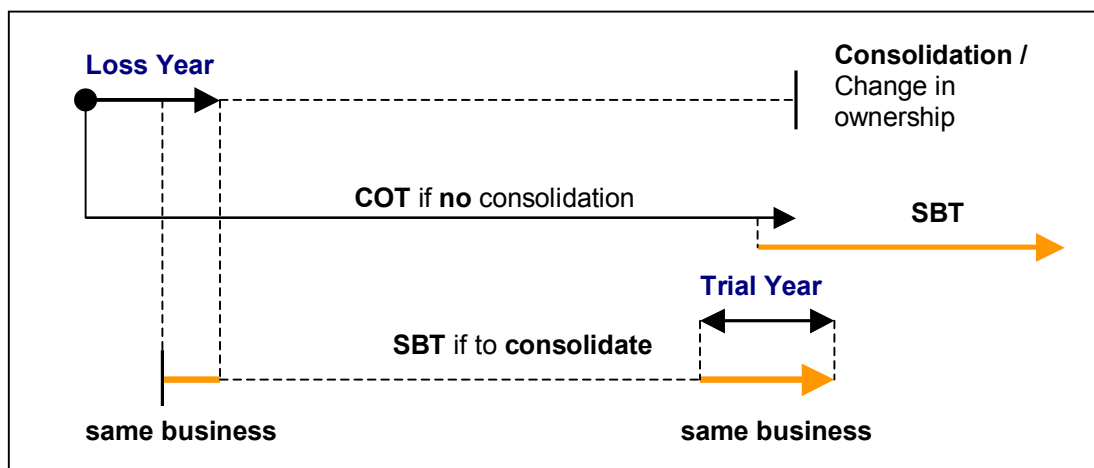 Loss Year
Consolidation /
Change in
ownership
COT if no consolidation
SBT
Trial Year
SBT if to consolidate
same business
same business